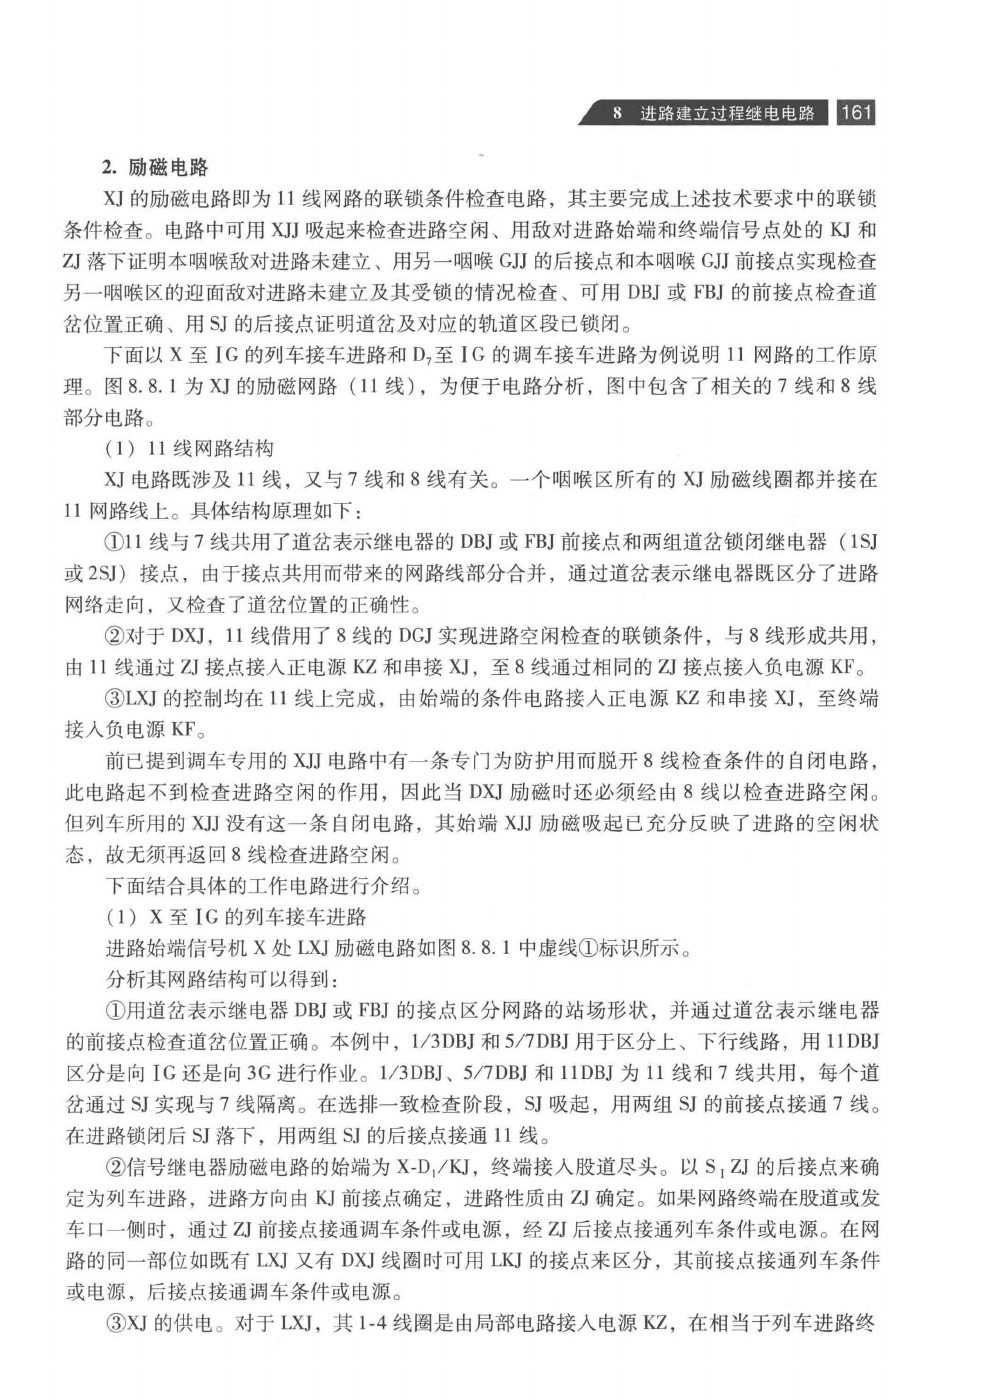 8 进路建立过程继电电路 161
2. 励磁电路
XJ 的励磁电路即为 11 线网路的联锁条件检查电路，其主要完成上述技术要求中的联锁
条件检查。电路中可用 XJJ 吸起来检查进路空闲、用敌对进路始端和终端信号点处的 KJ 和
ZJ 落下证明本咽喉敌对进路未建立、用另一咽喉 GJJ 的后接点和本咽喉 GJJ 前接点实现检查
另一咽喉区的迎面敌对进路未建立及其受锁的情况检查、可用 DBJ 或 FBJ 的前接点检查道
岔位置正确、用 SJ 的后接点证明道岔及对应的轨道区段已锁闭。
下面以 X 至 ⅠG 的列车接车进路和 D₇至 ⅠG 的调车接车进路为例说明 11 网路的工作原
理。图 8.8.1 为 XJ 的励磁网路（11 线），为便于电路分析，图中包含了相关的 7 线和 8 线
部分电路。
（1）11 线网路结构
XJ 电路既涉及 11 线，又与 7 线和 8 线有关。一个咽喉区所有的 XJ 励磁线圈都并接在
11 网路线上。具体结构原理如下：
①11 线与 7 线共用了道岔表示继电器的 DBJ 或 FBJ 前接点和两组道岔锁闭继电器（1SJ
或 2SJ）接点，由于接点共用而带来的网路线部分合并，通过道岔表示继电器既区分了进路
网络走向，又检查了道岔位置的正确性。
②对于 DXJ，11 线借用了 8 线的 DGJ 实现进路空闲检查的联锁条件，与 8 线形成共用，
由 11 线通过 ZJ 接点接入正电源 KZ 和串接 XJ，至 8 线通过相同的 ZJ 接点接入负电源 KF。
③LXJ 的控制均在 11 线上完成，由始端的条件电路接入正电源 KZ 和串接 XJ，至终端
接入负电源 KF。
前已提到调车专用的 XJJ 电路中有一条专门为防护用而脱开 8 线检查条件的自闭电路，
此电路起不到检查进路空闲的作用，因此当 DXJ 励磁时还必须经由 8 线以检查进路空闲。
但列车所用的 XJJ 没有这一条自闭电路，其始端 XJJ 励磁吸起已充分反映了进路的空闲状
态，故无须再返回 8 线检查进路空闲。
下面结合具体的工作电路进行介绍。
（1）X 至 ⅠG 的列车接车进路
进路始端信号机 X 处 LXJ 励磁电路如图 8.8.1 中虚线①标识所示。
分析其网路结构可以得到：
①用道岔表示继电器 DBJ 或 FBJ 的接点区分网路的站场形状，并通过道岔表示继电器
的前接点检查道岔位置正确。本例中，1/3DBJ 和 5/7DBJ 用于区分上、下行线路，用 11DBJ
区分是向 ⅠG 还是向 3G 进行作业。1/3DBJ、5/7DBJ 和 11DBJ 为 11 线和 7 线共用，每个道
岔通过 SJ 实现与 7 线隔离。在选排一致检查阶段，SJ 吸起，用两组 SJ 的前接点接通 7 线。
在进路锁闭后 SJ 落下，用两组 SJ 的后接点接通 11 线。
②信号继电器励磁电路的始端为 X-D₁/KJ，终端接入股道尽头。以 SⅠZJ 的后接点来确
定为列车进路，进路方向由 KJ 前接点确定，进路性质由 ZJ 确定。如果网路终端在股道或发
车口一侧时，通过 ZJ 前接点接通调车条件或电源，经 ZJ 后接点接通列车条件或电源。在网
路的同一部位如既有 LXJ 又有 DXJ 线圈时可用 LKJ 的接点来区分，其前接点接通列车条件
或电源，后接点接通调车条件或电源。
③XJ 的供电。对于 LXJ，其 1-4 线圈是由局部电路接入电源 KZ，在相当于列车进路终